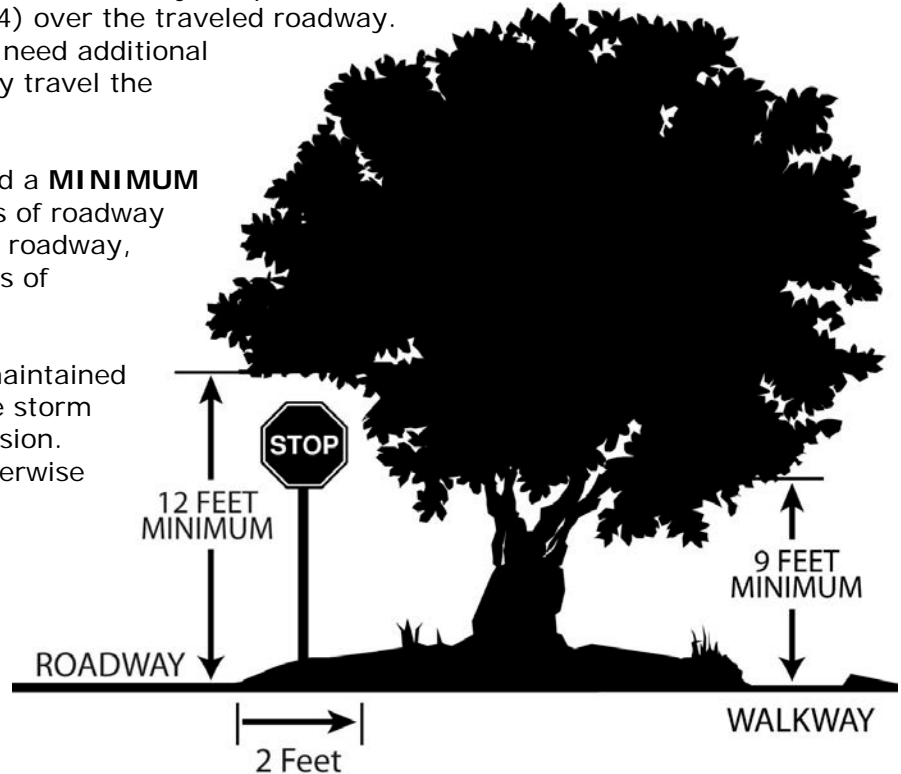 4) over the traveled roadway.
need additional
y travel the
d a MINIMUM
s of roadway
roadway,
s of
naintained
e storm
sion.
erwise
STOP
12 FEET
MINIMUM
9 FEET
MINIMUM
ROADWAY
WALKWAY
2 Feet